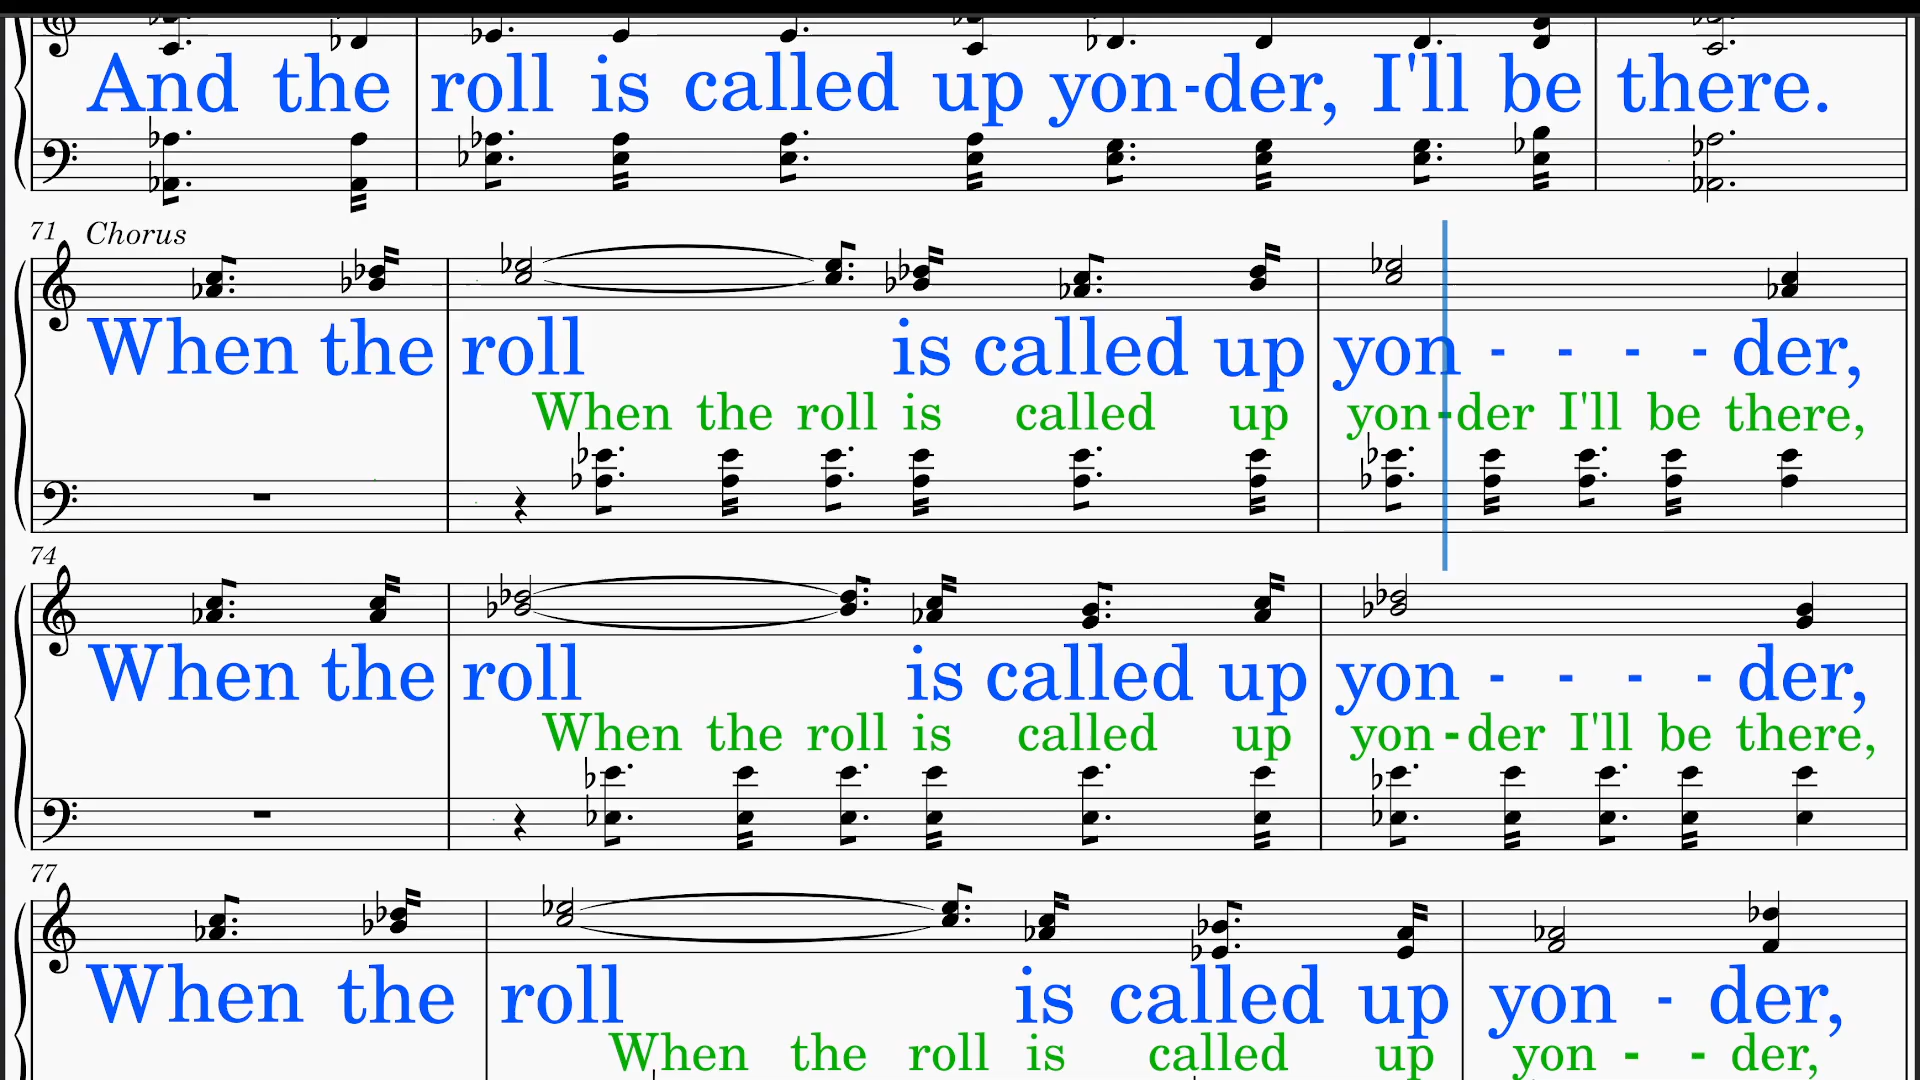 And the roll is called up yon-der, I'll be there.
71 Chorus
When the roll is called up yon - - - - der,
When the roll is called up yon-der I'll be there,
74
When the roll is called up yon - - - - der,
When the roll is called up yon-der I'll be there,
77
When the roll is called up yon - der,
When the roll is called up yon - - der,